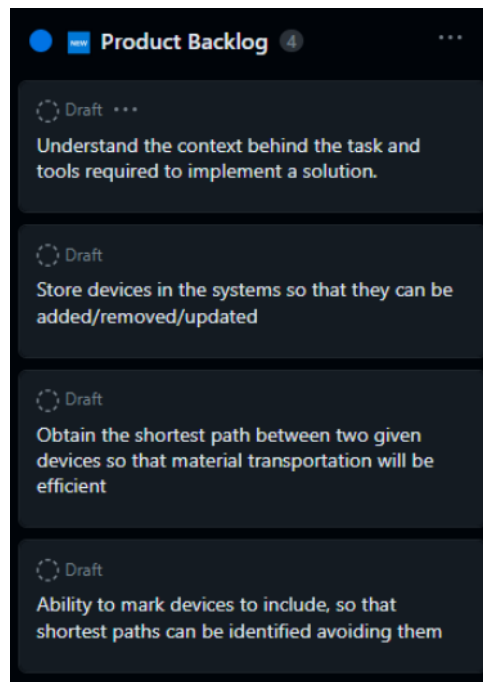 NEW Product Backlog 4 ...
Draft ...
Understand the context behind the task and
tools required to implement a solution.
Draft
Store devices in the systems so that they can be
added/removed/updated
Draft
Obtain the shortest path between two given
devices so that material transportation will be
efficient
Draft
Ability to mark devices to include, so that
shortest paths can be identified avoiding them